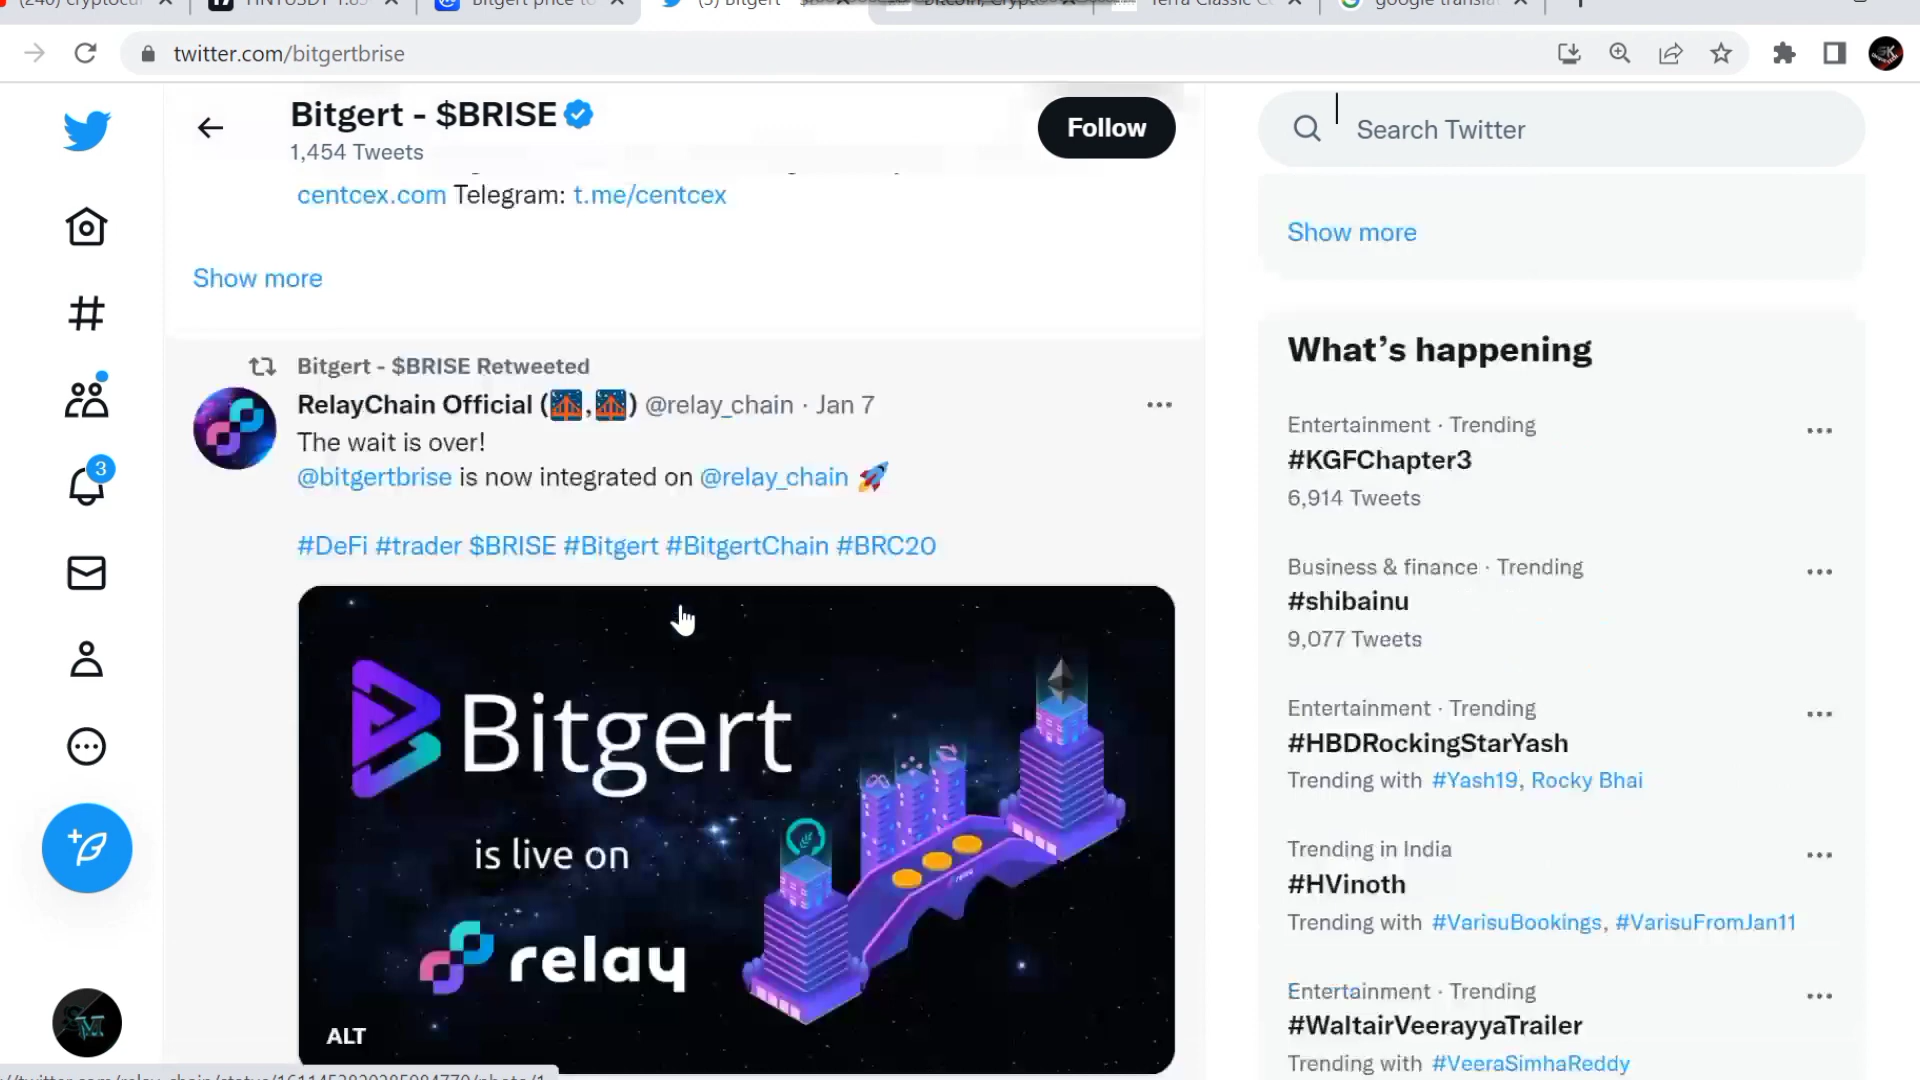 twitter.com/bitgertbrise
Bitgert - $BRISE
1,454 Tweets
Follow
Search Twitter
centcex.com Telegram: t.me/centcex
Show more
Show more
What's happening
Bitgert - $BRISE Retweeted
RelayChain Official (🌉,🌉) @relay_chain · Jan 7
The wait is over!
@bitgertbrise is now integrated on @relay_chain 🚀
#DeFi #trader $BRISE #Bitgert #BitgertChain #BRC20
Bitgert
is live on
relay
ALT
Entertainment · Trending
#KGFChapter3
6,914 Tweets
Business & finance · Trending
#shibainu
9,077 Tweets
Entertainment · Trending
#HBDRockingStarYash
Trending with #Yash19, Rocky Bhai
Trending in India
#HVinoth
Trending with #VarisuBookings, #VarisuFromJan11
Entertainment · Trending
#WaltairVeerayyaTrailer
Trending with #VeeraSimhaReddy
3